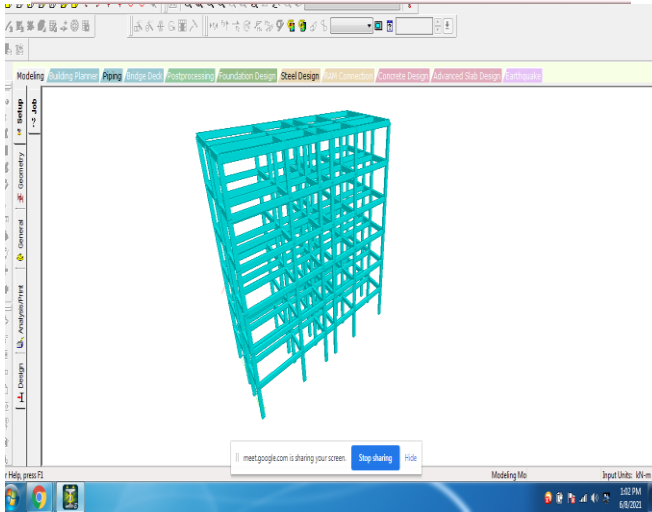 Modeling Building Planner Piping Bridge Deck Postprocessing Foundation Design Steel Design RAM Connection Concrete Design Advanced Slab Design Earthquake
Setup
Job
Geometry
General
Analysis/Print
Design
meet.google.com is sharing your screen. Stop sharing Hide
r Help, press F1 Modeling Mo Input Units: kN-m
1:02 PM
6/8/2021